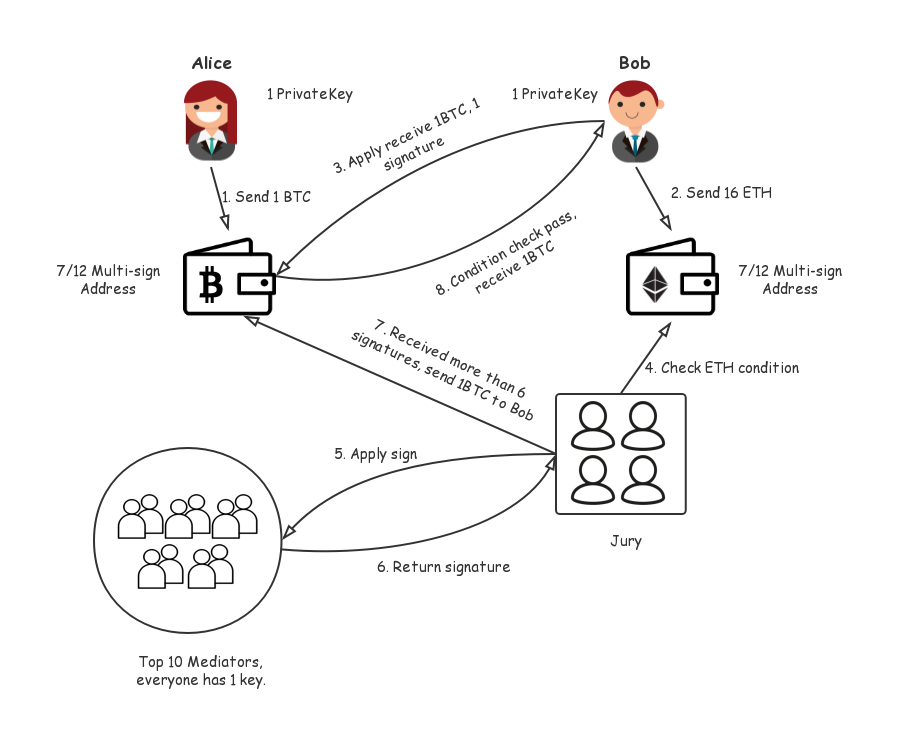 Alice
Bob
1 PrivateKey
1 PrivateKey
3. Apply receive 1BTC, 1
signature
1. Send 1 BTC
2. Send 16 ETH
8. Condition check pass,
receive 1BTC
7/12 Multi-sign
Address
7/12 Multi-sign
Address
7. Received more than 6
signatures, send 1BTC to Bob
4. Check ETH condition
5. Apply sign
Jury
6. Return signature
Top 10 Mediators,
everyone has 1 key.